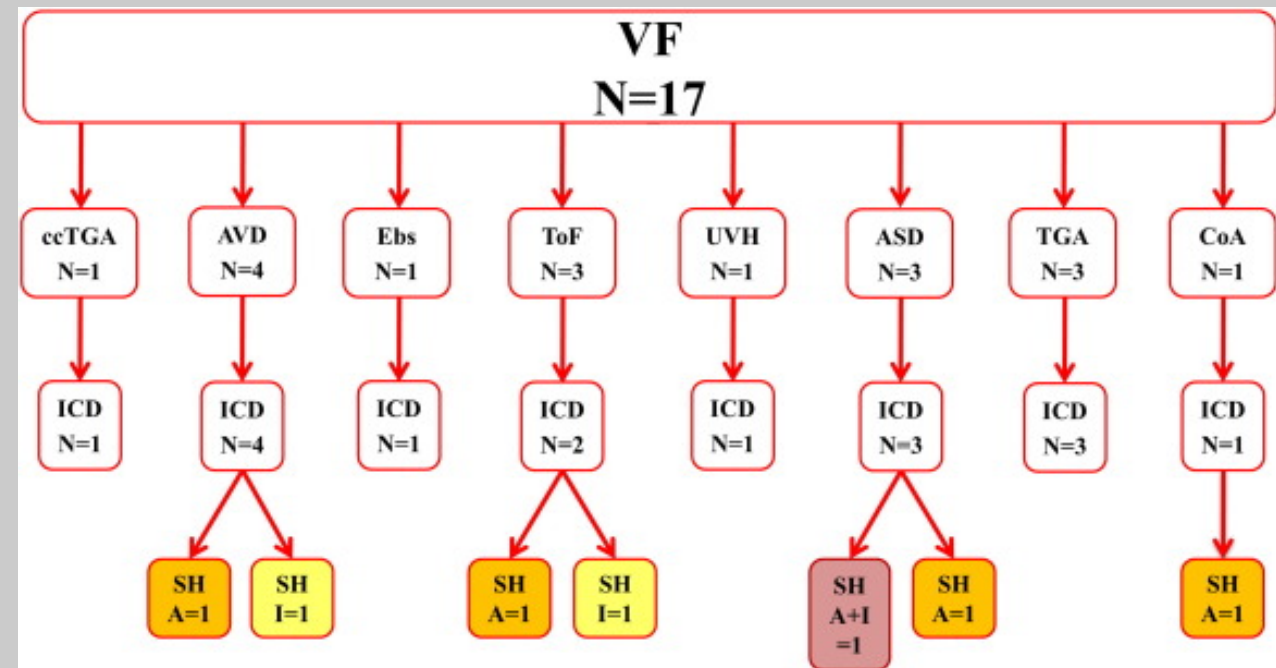 VF
N=17
ccTGA
N=1
AVD
N=4
Ebs
N=1
ToF
N=3
UVH
N=1
ASD
N=3
TGA
N=3
CoA
N=1
ICD
N=1
ICD
N=4
ICD
N=1
ICD
N=2
ICD
N=1
ICD
N=3
ICD
N=3
ICD
N=1
SH
A=1
SH
I=1
SH
A=1
SH
I=1
SH
A+I
=1
SH
A=1
SH
A=1